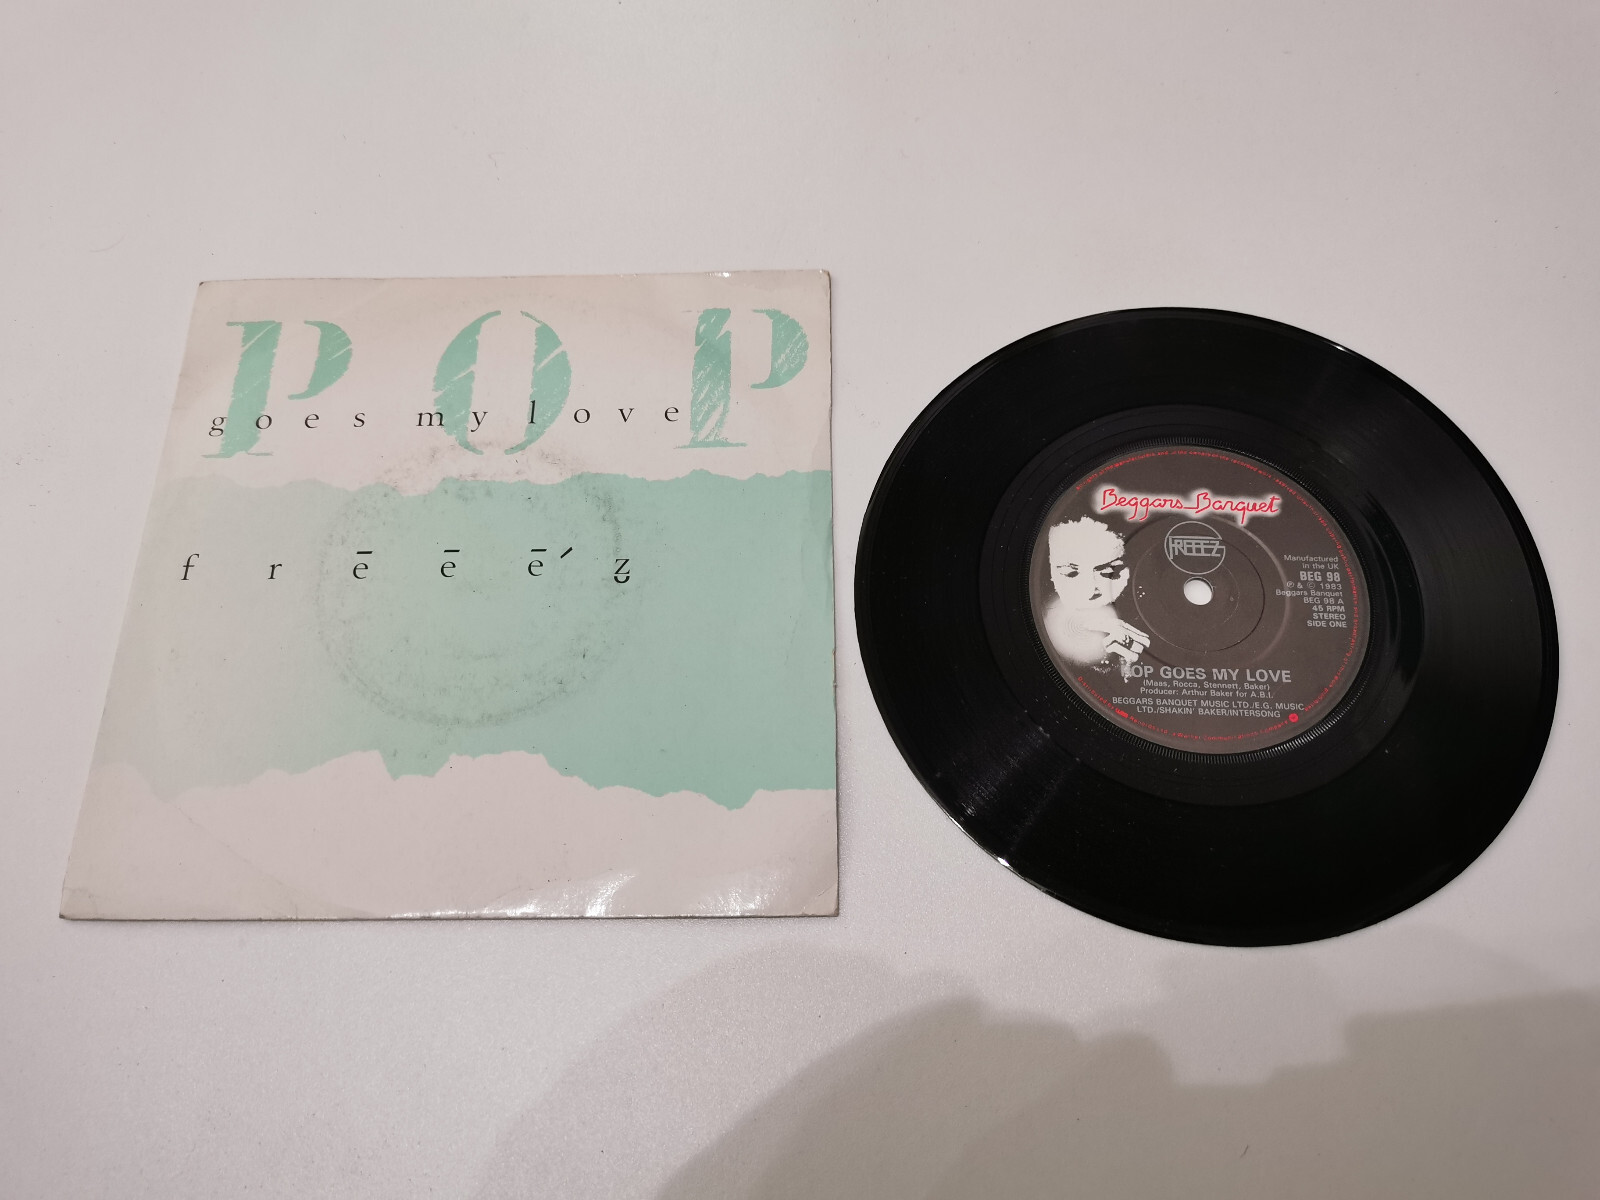 POP
goes my love
f r ē ē ē´ z̮
Beggars Banquet
FREEEZ
Manufactured
in the UK
BEG 98
℗ & © 1983
Beggars Banquet
BEG 98 A
45 RPM
STEREO
SIDE ONE
POP GOES MY LOVE
(Maas, Rocca, Stennett, Baker)
Producer: Arthur Baker for A.B.I.
BEGGARS BANQUET MUSIC LTD./E.G. MUSIC
LTD./SHAKIN' BAKER/INTERSONG